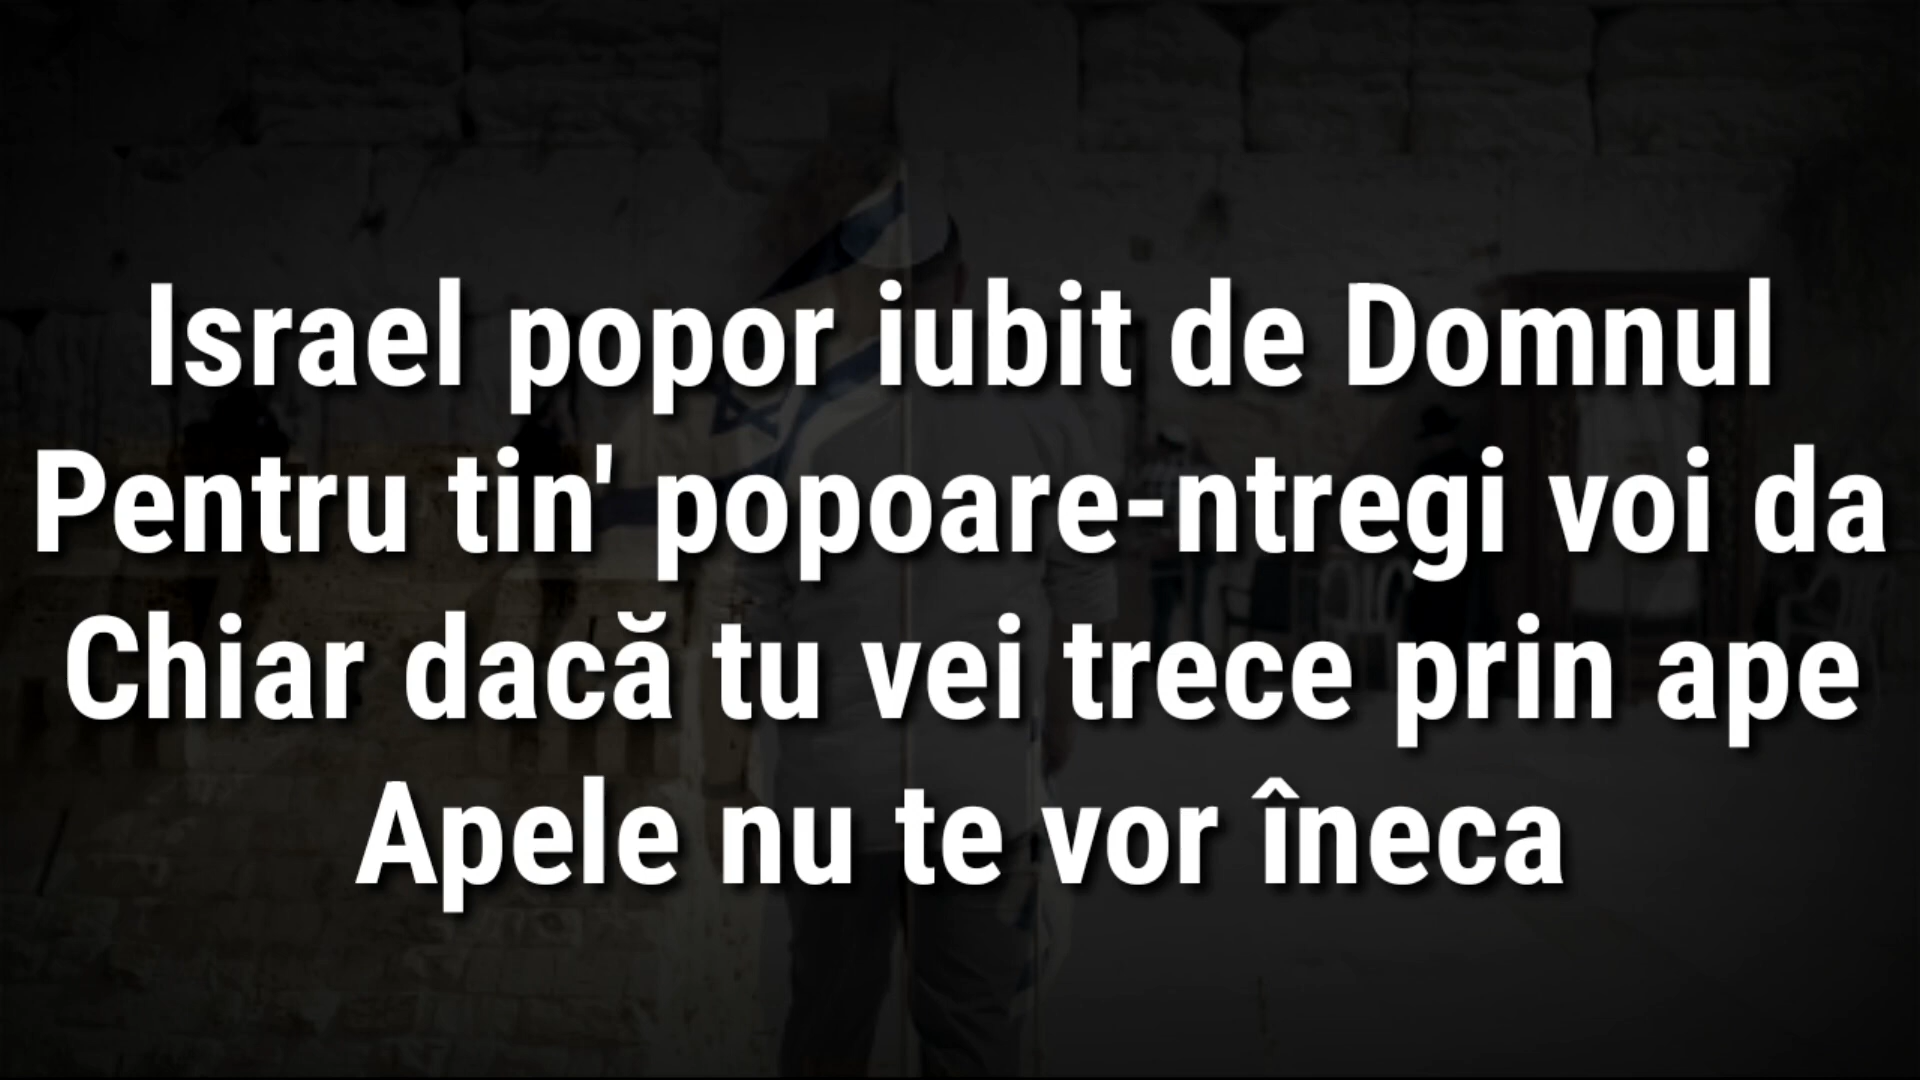 Israel popor iubit de Domnul
Pentru tin' popoare-ntregi voi da
Chiar dacă tu vei trece prin ape
Apele nu te vor îneca